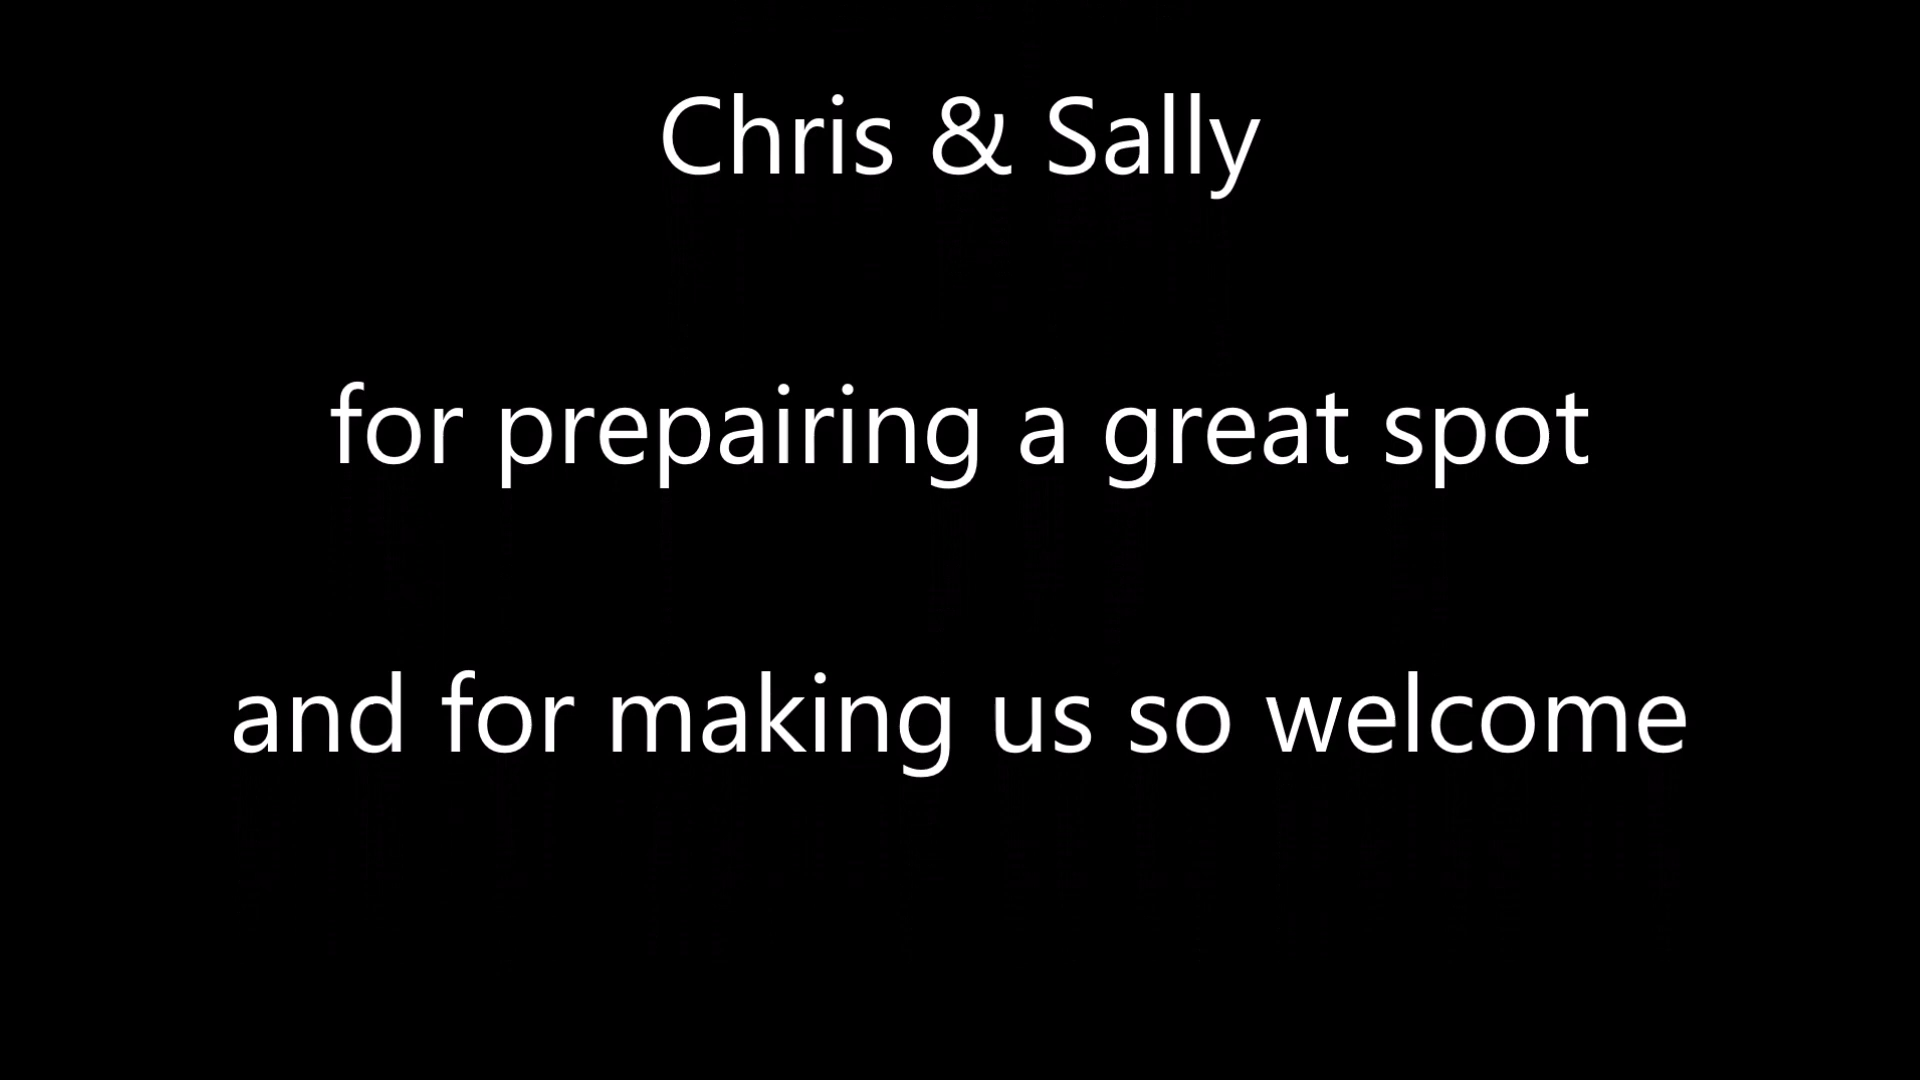 Chris & Sally
for prepairing a great spot
and for making us so welcome